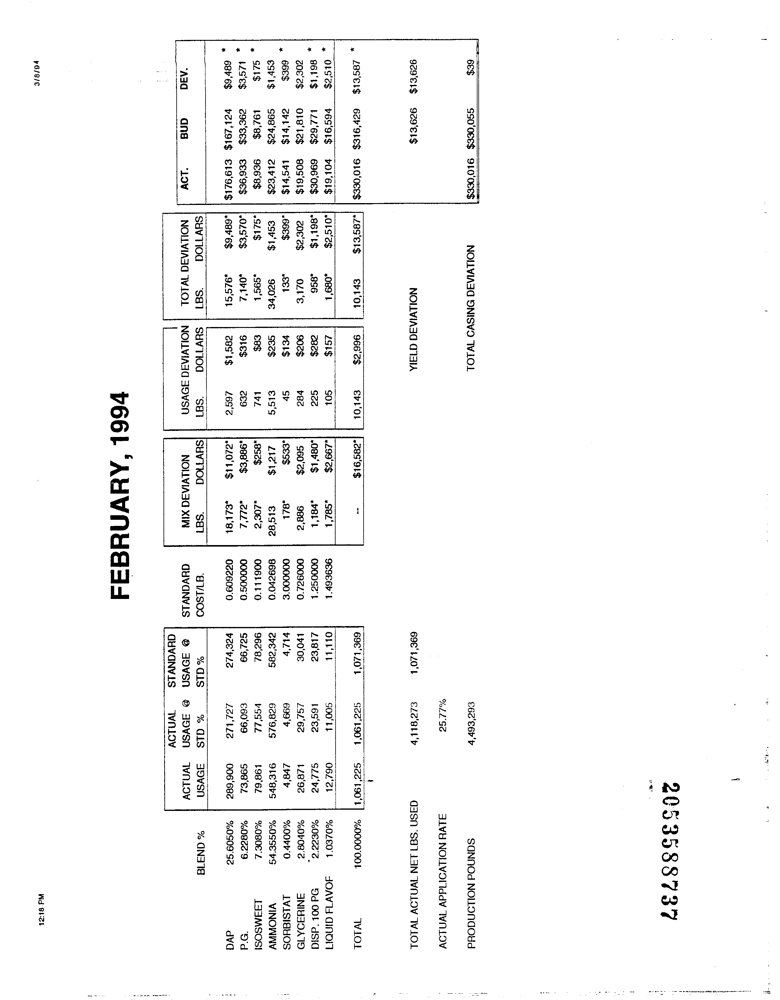 12:18 PM 3/8/94
FEBRUARY, 1994
BLEND % ACTUAL USAGE ACTUAL USAGE @ STD % STANDARD USAGE @ STD % STANDARD COST/LB. MIX DEVIATION LBS. DOLLARS USAGE DEVIATION LBS. DOLLARS TOTAL DEVIATION LBS. DOLLARS ACT. BUD DEV.
DAP 25.6050% 289,900 271,727 274,324 0.609220 18,173* $11,072* 2,597 $1,582 15,576* $9,489* $176,613 $167,124 $9,489 *
P.G. 6.2280% 73,865 66,093 66,725 0.500000 7,772* $3,886* 632 $316 7,140* $3,570* $36,933 $33,362 $3,571 *
ISOSWEET 7.3080% 79,861 77,554 78,296 0.111900 2,307* $258* 741 $83 1,565* $175* $8,936 $8,761 $175 *
AMMONIA 54.3550% 548,316 576,829 582,342 0.042698 28,513 $1,217 5,513 $235 34,026 $1,453 $23,412 $24,865 $1,453
SORBISTAT 0.4400% 4,847 4,669 4,714 3.000000 178* $533* 45 $134 133* $399* $14,541 $14,142 $399 *
GLYCERINE 2.8040% 26,871 29,757 30,041 0.726000 2,886 $2,095 284 $206 3,170 $2,302 $19,508 $21,810 $2,302
DISP. 100 PG 2.2230% 24,775 23,591 23,817 1.250000 1,184* $1,480* 225 $282 958* $1,198* $30,969 $29,771 $1,198 *
LIQUID FLAVOF 1.0370% 12,790 11,005 11,110 1.493636 1,785* $2,667* 105 $157 1,680* $2,510* $19,104 $16,594 $2,510 *
TOTAL 100.0000% 1,061,225 1,061,225 1,071,369 -- $16,582* 10,143 $2,996 10,143 $13,587* $330,016 $316,429 $13,587 *
TOTAL ACTUAL NET LBS. USED 4,118,273 1,071,369 YIELD DEVIATION $13,626 $13,626
ACTUAL APPLICATION RATE 25.77%
PRODUCTION POUNDS 4,493,293 TOTAL CASING DEVIATION $330,016 $330,055 $39
2053588737